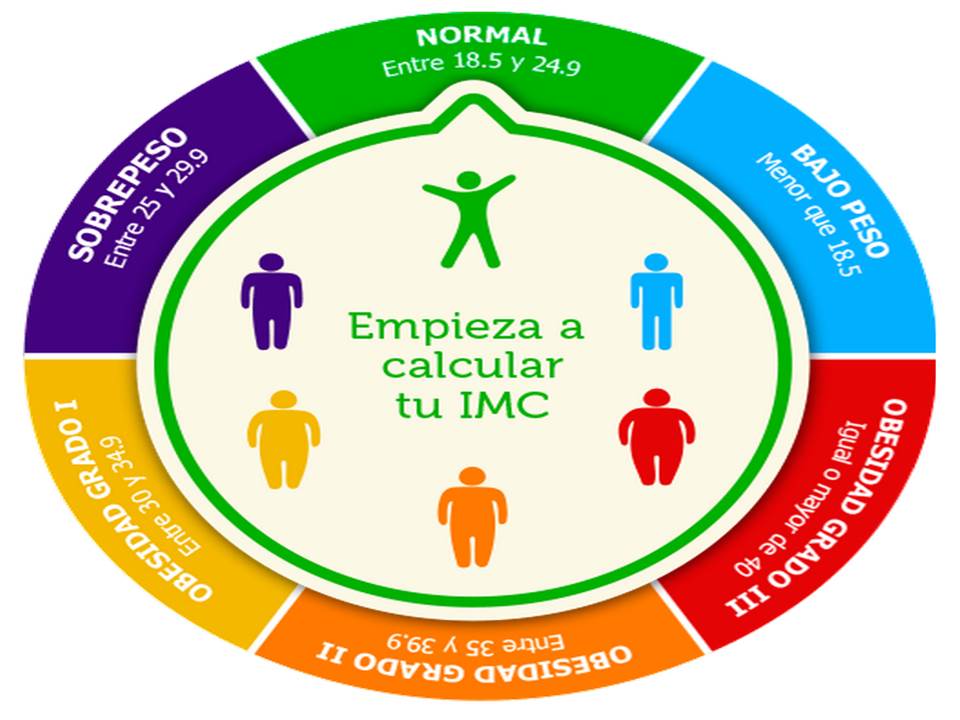 NORMAL
Entre 18.5 y 24.9
BAJO PESO
Menor que 18.5
OBESIDAD GRADO III
Igual o mayor de 40
OBESIDAD GRADO II
Entre 35 y 39.9
OBESIDAD GRADO I
Entre 30 y 34.9
SOBREPESO
Entre 25 y 29.9
Empieza a
calcular
tu IMC